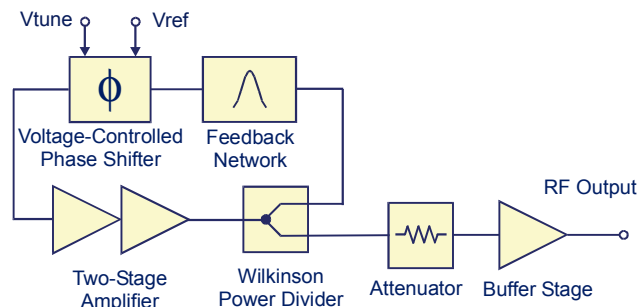 Vtune Vref
ϕ
Voltage-Controlled
Phase Shifter
Feedback
Network
RF Output
Two-Stage
Amplifier
Wilkinson
Power Divider
Attenuator
Buffer Stage